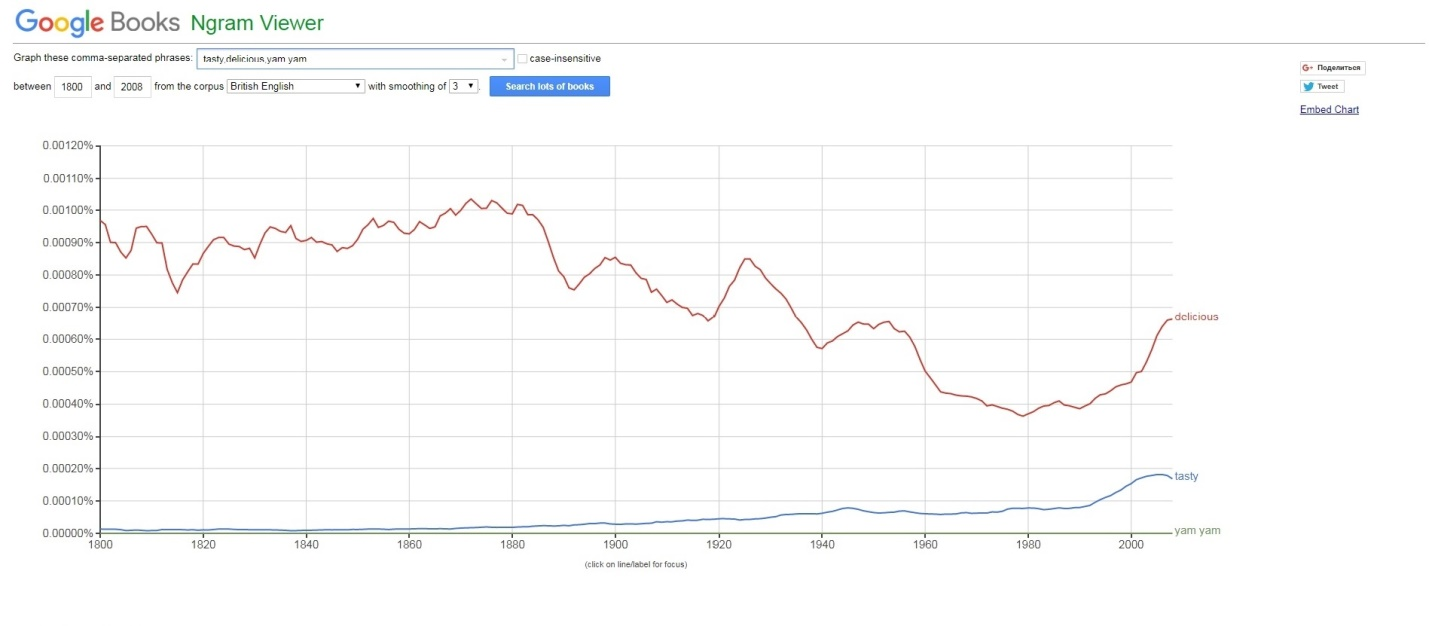 Google Books Ngram Viewer
Graph these comma-separated phrases: tasty,delicious,yam yam case-insensitive
between 1800 and 2008 from the corpus British English with smoothing of 3. Search lots of books
G+ Поделиться
Tweet
Embed Chart
0.00120%
0.00110%
0.00100%
0.00090%
0.00080%
0.00070%
0.00060%
0.00050%
0.00040%
0.00030%
0.00020%
0.00010%
0.00000%
delicious
tasty
yam yam
1800 1820 1840 1860 1880 1900 1920 1940 1960 1980 2000
(click on line/label for focus)